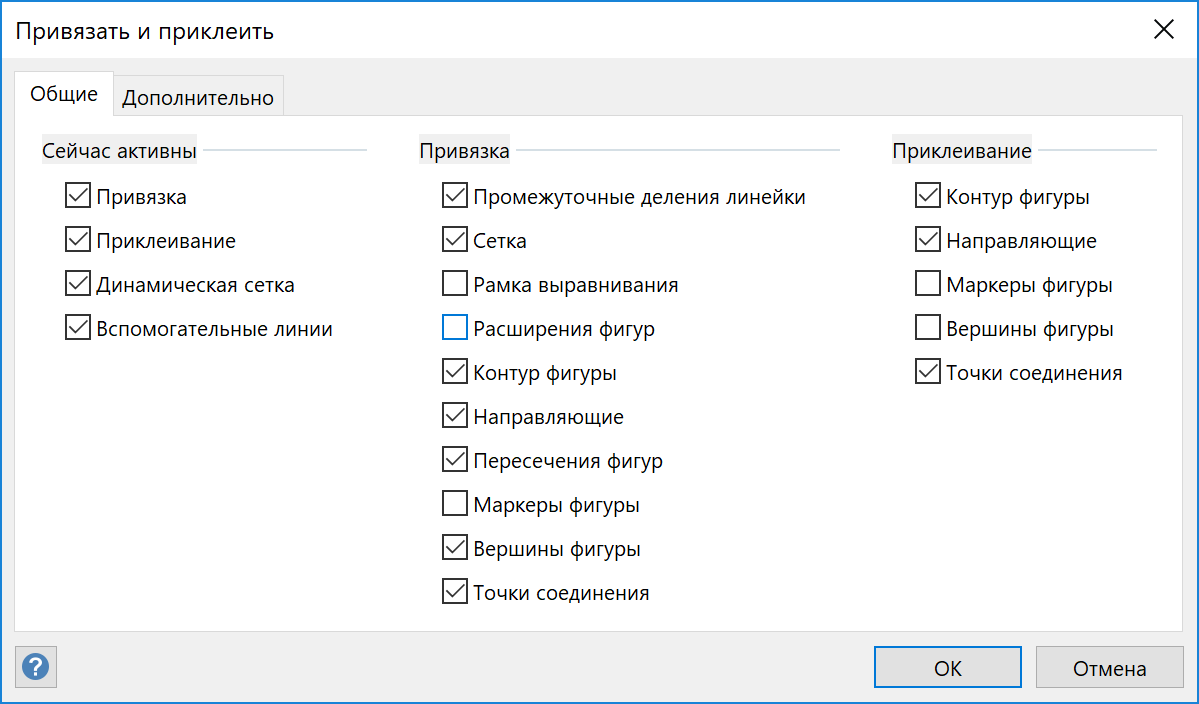 Привязать и приклеить
Общие
Дополнительно
Сейчас активны
Привязка
Приклеивание
Динамическая сетка
Вспомогательные линии
Привязка
Промежуточные деления линейки
Сетка
Рамка выравнивания
Расширения фигур
Контур фигуры
Направляющие
Пересечения фигур
Маркеры фигуры
Вершины фигуры
Точки соединения
Приклеивание
Контур фигуры
Направляющие
Маркеры фигуры
Вершины фигуры
Точки соединения
?
ОК
Отмена